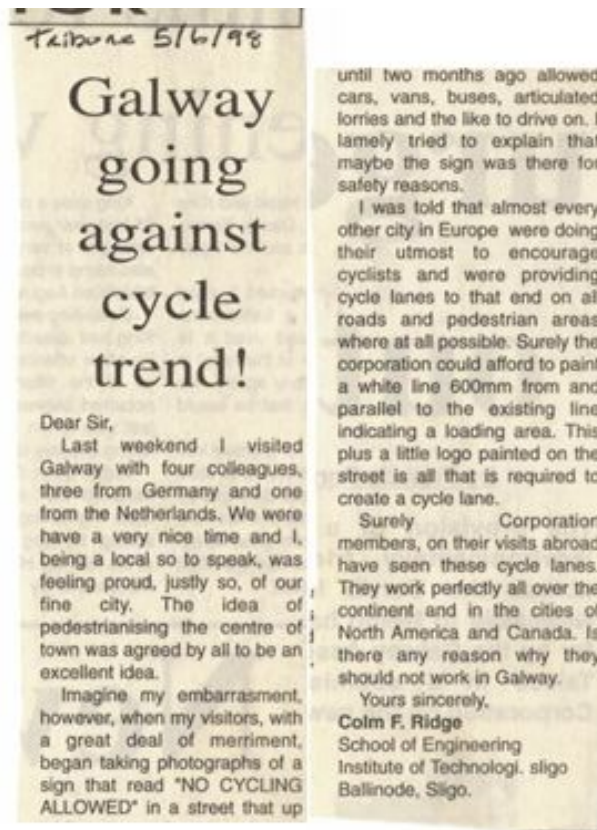 Tribune 5/6/98
Galway
going
against
cycle
trend!
Dear Sir,
Last weekend I visited
Galway with four colleagues,
three from Germany and one
from the Netherlands. We were
have a very nice time and I,
being a local so to speak, was
feeling proud, justly so, of our
fine city. The idea of
pedestrianising the centre of
town was agreed by all to be an
excellent idea.
Imagine my embarrasment,
however, when my visitors, with
a great deal of merriment,
began taking photographs of a
sign that read "NO CYCLING
ALLOWED" in a street that up
until two months ago allowed
cars, vans, buses, articulated
lorries and the like to drive on. I
lamely tried to explain that
maybe the sign was there for
safety reasons.
I was told that almost every
other city in Europe were doing
their utmost to encourage
cyclists and were providing
cycle lanes to that end on all
roads and pedestrian areas
where at all possible. Surely the
corporation could afford to paint
a white line 600mm from and
parallel to the existing line
indicating a loading area. This
plus a little logo painted on the
street is all that is required to
create a cycle lane.
Surely Corporation
members, on their visits abroad
have seen these cycle lanes.
They work perfectly all over the
continent and in the cities of
North America and Canada. Is
there any reason why they
should not work in Galway.
Yours sincerely,
Colm F. Ridge
School of Engineering
Institute of Technologi. sligo
Ballinode, Sligo.